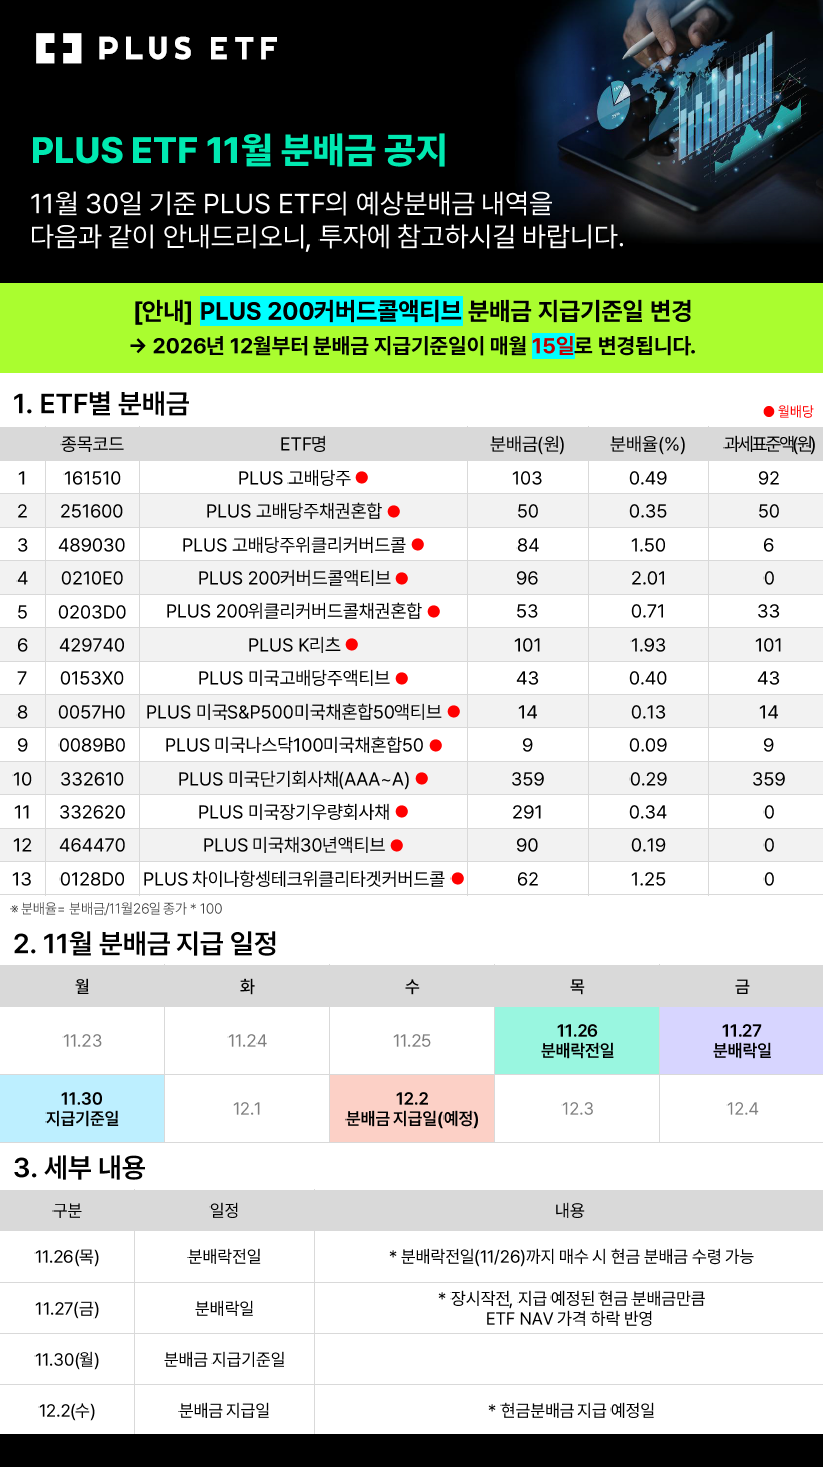 PLUS ETF
PLUS ETF 11월 분배금 공지
11월 30일 기준 PLUS ETF의 예상분배금 내역을
다음과 같이 안내드리오니, 투자에 참고하시길 바랍니다.
[안내] PLUS 200커버드콜액티브 분배금 지급기준일 변경
→ 2026년 12월부터 분배금 지급기준일이 매월 15일로 변경됩니다.
1. ETF별 분배금
● 월배당
종목코드 ETF명 분배금(원) 분배율(%) 과세표준액(원)
1 161510 PLUS 고배당주 ● 103 0.49 92
2 251600 PLUS 고배당주채권혼합 ● 50 0.35 50
3 489030 PLUS 고배당주위클리커버드콜 ● 84 1.50 6
4 0210E0 PLUS 200커버드콜액티브 ● 96 2.01 0
5 0203D0 PLUS 200위클리커버드콜채권혼합 ● 53 0.71 33
6 429740 PLUS K리츠 ● 101 1.93 101
7 0153X0 PLUS 미국고배당주액티브 ● 43 0.40 43
8 0057H0 PLUS 미국S&P500미국채혼합50액티브 ● 14 0.13 14
9 0089B0 PLUS 미국나스닥100미국채혼합50 ● 9 0.09 9
10 332610 PLUS 미국단기회사채(AAA~A) ● 359 0.29 359
11 332620 PLUS 미국장기우량회사채 ● 291 0.34 0
12 464470 PLUS 미국채30년액티브 ● 90 0.19 0
13 0128D0 PLUS 차이나항셍테크위클리타겟커버드콜 ● 62 1.25 0
※ 분배율= 분배금/11월26일 종가 * 100
2. 11월 분배금 지급 일정
월 화 수 목 금
11.23 11.24 11.25 11.26 11.27
분배락전일 분배락일
11.30 12.1 12.2 12.3 12.4
지급기준일 분배금 지급일(예정)
3. 세부 내용
구분 일정 내용
11.26(목) 분배락전일 * 분배락전일(11/26)까지 매수 시 현금 분배금 수령 가능
11.27(금) 분배락일 * 장시작전, 지급 예정된 현금 분배금만큼
ETF NAV 가격 하락 반영
11.30(월) 분배금 지급기준일
12.2(수) 분배금 지급일 * 현금분배금 지급 예정일